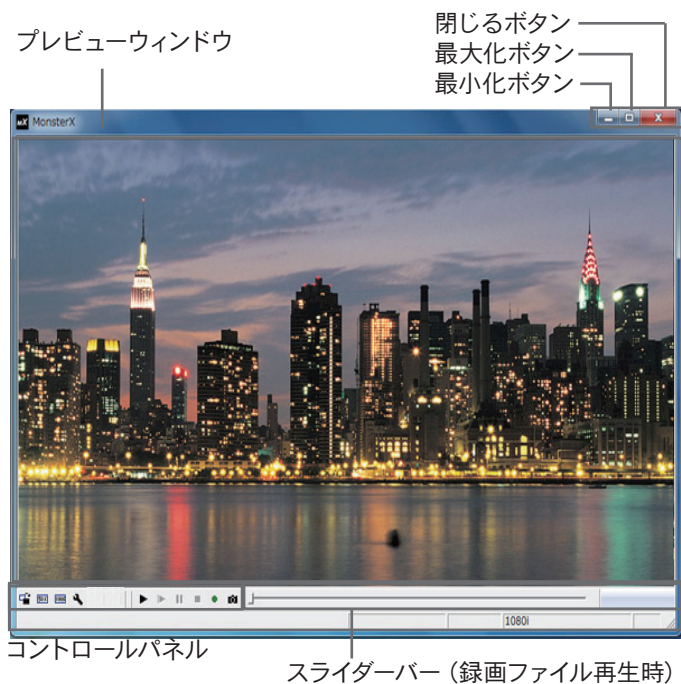 閉じるボタン
プレビューウィンドウ
最大化ボタン
最小化ボタン
MX MonsterX
1080i
コントロールパネル
スライダーバー（録画ファイル再生時）